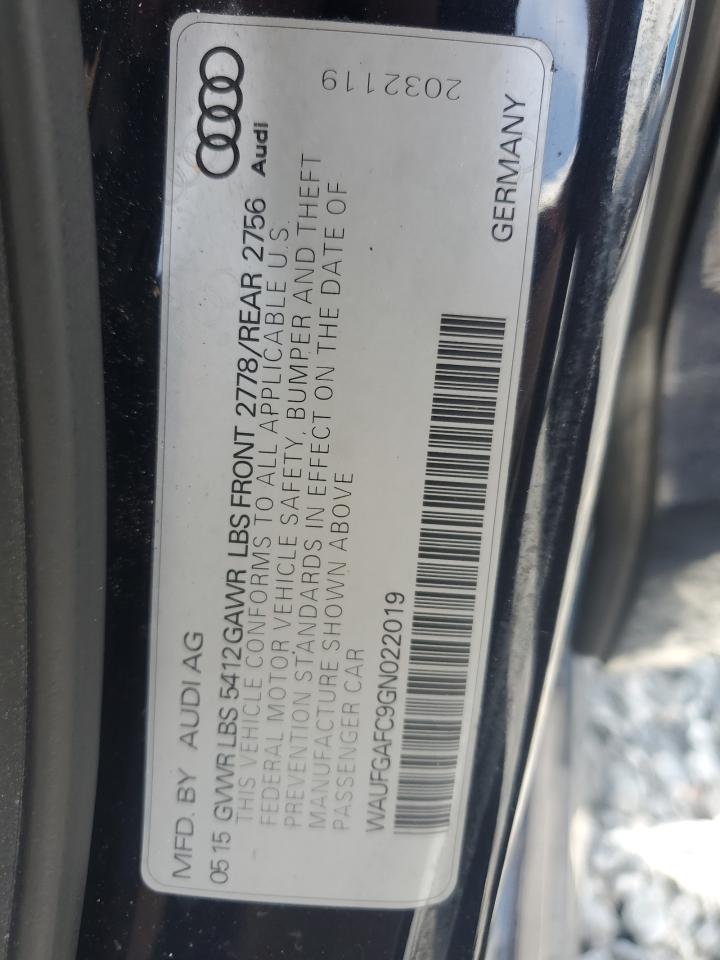 MFD. BY AUDI AG
05 15 GVWR LBS 5412 GAWR LBS FRONT 2778/REAR 2756
Audi
THIS VEHICLE CONFORMS TO ALL APPLICABLE U.S.
FEDERAL MOTOR VEHICLE SAFETY, BUMPER AND THEFT
PREVENTION STANDARDS IN EFFECT ON THE DATE OF
MANUFACTURE SHOWN ABOVE
PASSENGER CAR
WAUFGAFC9GN022019
GERMANY
2032119